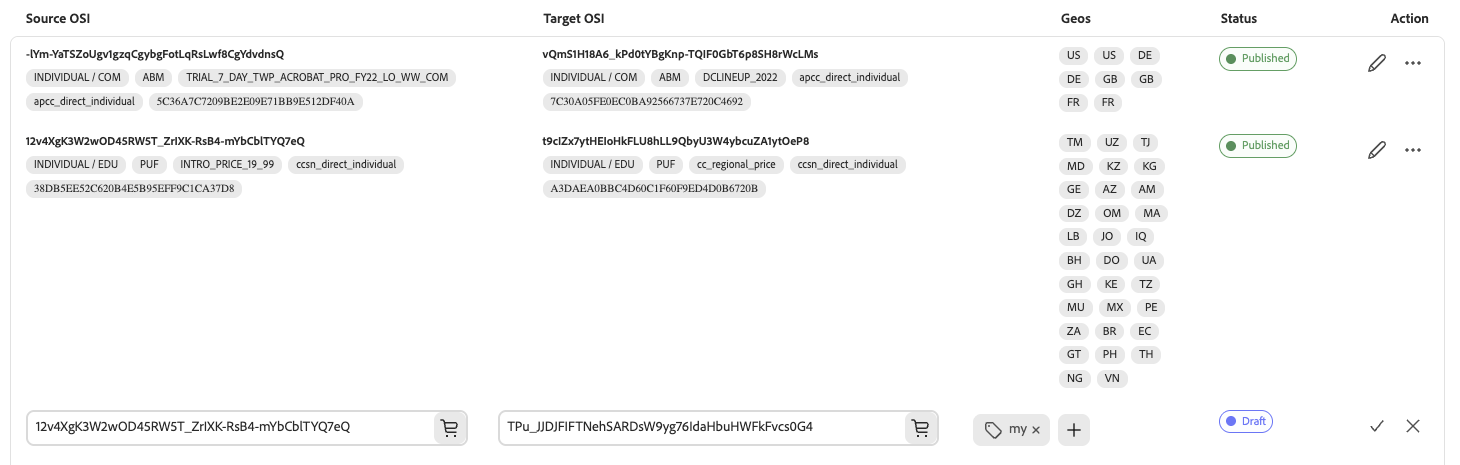 Source OSI Target OSI Geos Status Action
-lYm-YaTSZoUgv1gzqCgybgFotLqRsLwf8CgYdvdnsQ vQmS1H18A6_kPd0tYBgKnp-TQIF0GbT6p8SH8rWcLMs US US DE Published
INDIVIDUAL / COM ABM TRIAL_7_DAY_TWP_ACROBAT_PRO_FY22_LO_WW_COM INDIVIDUAL / COM ABM DCLINEUP_2022 apcc_direct_individual DE GB GB
apcc_direct_individual 5C36A7C7209BE2E09E71BB9E512DF40A 7C30A05FE0EC0BA92566737E720C4692 FR FR
12v4XgK3W2wOD45RW5T_ZrIXK-RsB4-mYbCblTYQ7eQ t9clZx7ytHEIoHkFLU8hLL9QbyU3W4ybcuZA1ytOeP8 TM UZ TJ Published
INDIVIDUAL / EDU PUF INTRO_PRICE_19_99 ccsn_direct_individual INDIVIDUAL / EDU PUF cc_regional_price ccsn_direct_individual MD KZ KG
38DB5EE52C620B4E5B95EFF9C1CA37D8 A3DAEA0BBC4D60C1F60F9ED4D0B6720B GE AZ AM
DZ OM MA
LB JO IQ
BH DO UA
GH KE TZ
MU MX PE
ZA BR EC
GT PH TH
NG VN
12v4XgK3W2wOD45RW5T_ZrIXK-RsB4-mYbCblTYQ7eQ TPu_JJDJFIFTNehSARDsW9yg76IdaHbuHWFkFvcs0G4 my Draft